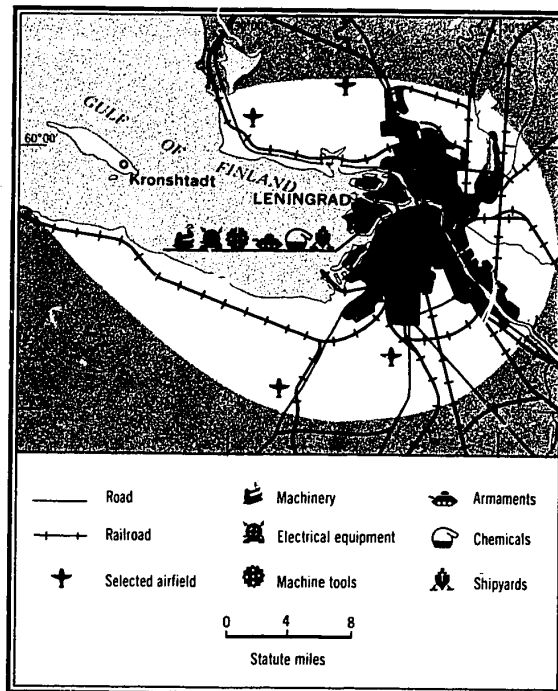 GULF
OF
FINLAND
60°00'
Kronshtadt
LENINGRAD
Road
Machinery
Armaments
Railroad
Electrical equipment
Chemicals
Selected airfield
Machine tools
Shipyards
0 4 8
Statute miles